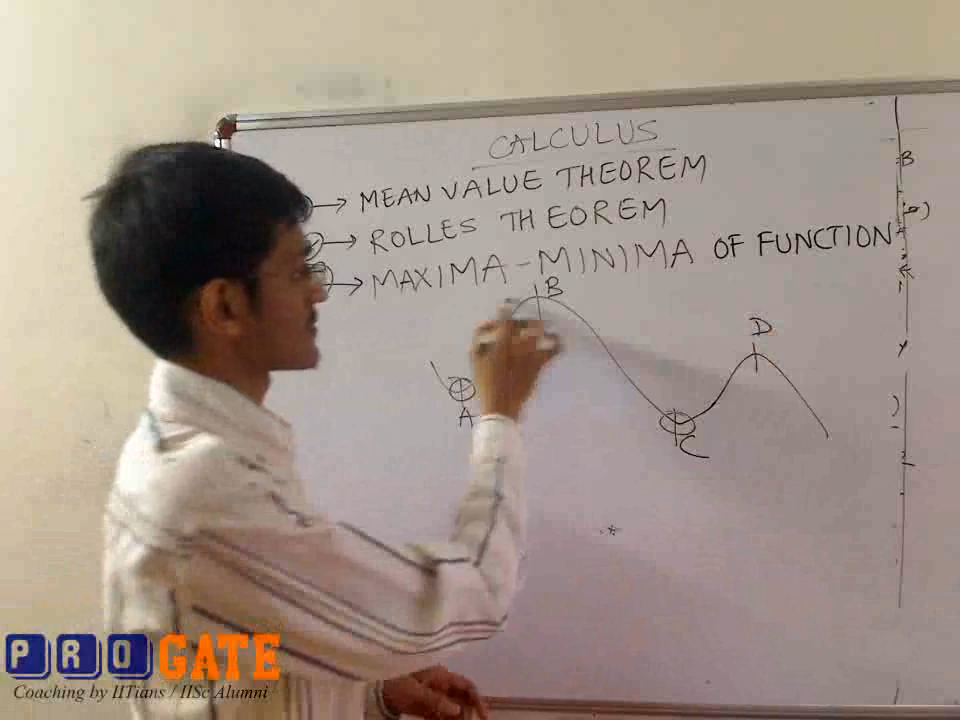 CALCULUS
→ MEAN VALUE THEOREM
→ ROLLES THEOREM
→ MAXIMA - MINIMA OF FUNCTION
B
B
D
A
C
PRO GATE
Coaching by IITians / IISc Alumni